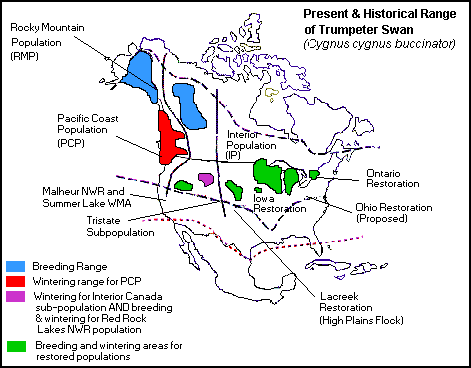 Present & Historical Range
of Trumpeter Swan
(Cygnus cygnus buccinator)
Rocky Mountain
Population
(RMP)
Pacific Coast
Population
(PCP)
Interior
Population
(IP)
Malheur NWR and
Summer Lake WMA
Tristate
Subpopulation
Iowa
Restoration
Ontario
Restoration
Ohio Restoration
(Proposed)
Lacreek
Restoration
(High Plains Flock)
Breeding Range
Wintering range for PCP
Wintering for Interior Canada
sub-population AND breeding
& wintering for Red Rock
Lakes NWR population
Breeding and wintering areas for
restored populations